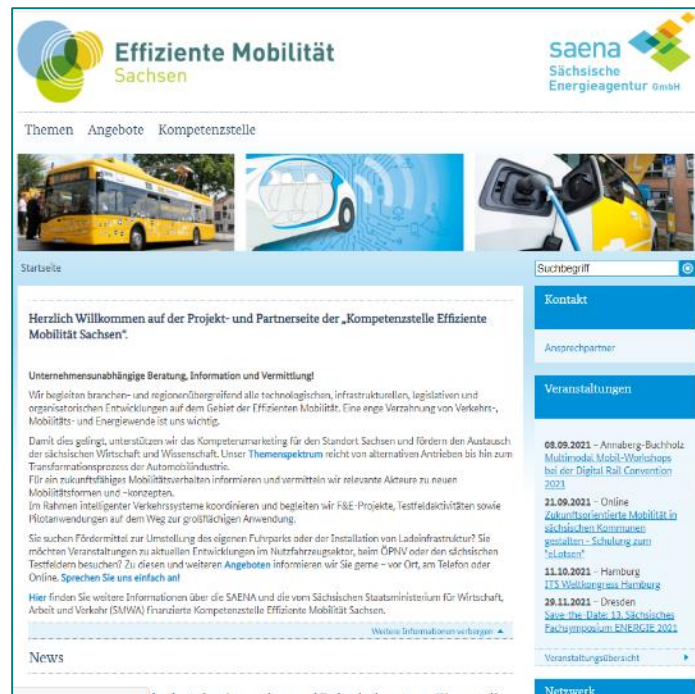 Effiziente Mobilität
Sachsen
saena
Sächsische
Energieagentur GmbH
Themen Angebote Kompetenzstelle
Startseite
Suchbegriff
Herzlich Willkommen auf der Projekt- und Partnerseite der „Kompetenzstelle Effiziente
Mobilität Sachsen“.
Unternehmensunabhängige Beratung, Information und Vermittlung!
Wir begleiten branchen- und regionenübergreifend alle technologischen, infrastrukturellen, legislativen und
organisatorischen Entwicklungen auf dem Gebiet der Effizienten Mobilität. Eine enge Verzahnung von Verkehrs-,
Mobilitäts- und Energiewende ist uns wichtig.
Damit dies gelingt, unterstützen wir das Kompetenzmarketing für den Standort Sachsen und fördern den Austausch
der sächsischen Wirtschaft und Wissenschaft. Unser Themenspektrum reicht von alternativen Antrieben bis hin zum
Transformationsprozess der Automobilindustrie.
Für ein zukunftsfähiges Mobilitätsverhalten informieren und vermitteln wir relevante Akteure zu neuen
Mobilitätsformen und –konzepten.
Im Rahmen intelligenter Verkehrssysteme koordinieren und begleiten wir F&E-Projekte, Testfeldaktivitäten sowie
Pilotanwendungen auf dem Weg zur großflächigen Anwendung.
Sie suchen Fördermittel zur Umstellung des eigenen Fuhrparks oder der Installation von Ladeinfrastruktur? Sie
möchten Veranstaltungen zu aktuellen Entwicklungen im Nutzfahrzeugsektor, beim ÖPNV oder den sächsischen
Testfeldern besuchen? Zu diesen und weiteren Angeboten informieren wir Sie gerne – vor Ort, am Telefon oder
Online. Sprechen Sie uns einfach an!
Hier finden Sie weitere Informationen über die SAENA und die vom Sächsischen Staatsministerium für Wirtschaft,
Arbeit und Verkehr (SMWA) finanzierte Kompetenzstelle Effiziente Mobilität Sachsen.
Weitere Informationen verbergen
News
Kontakt
Ansprechpartner
Veranstaltungen
08.09.2021 – Annaberg-Buchholz
Multimodal Mobil-Workshops
bei der Digital Rail Convention
2021
21.09.2021 – Online
Zukunftsorientierte Mobilität in
sächsischen Kommunen
gestalten - Schulung zum
"eLotsen"
11.10.2021 – Hamburg
ITS Weltkongress Hamburg
29.11.2021 – Dresden
Save-the-Date: 13. Sächsisches
Fachsymposium ENERGIE 2021
Veranstaltungsübersicht
Netzwerk